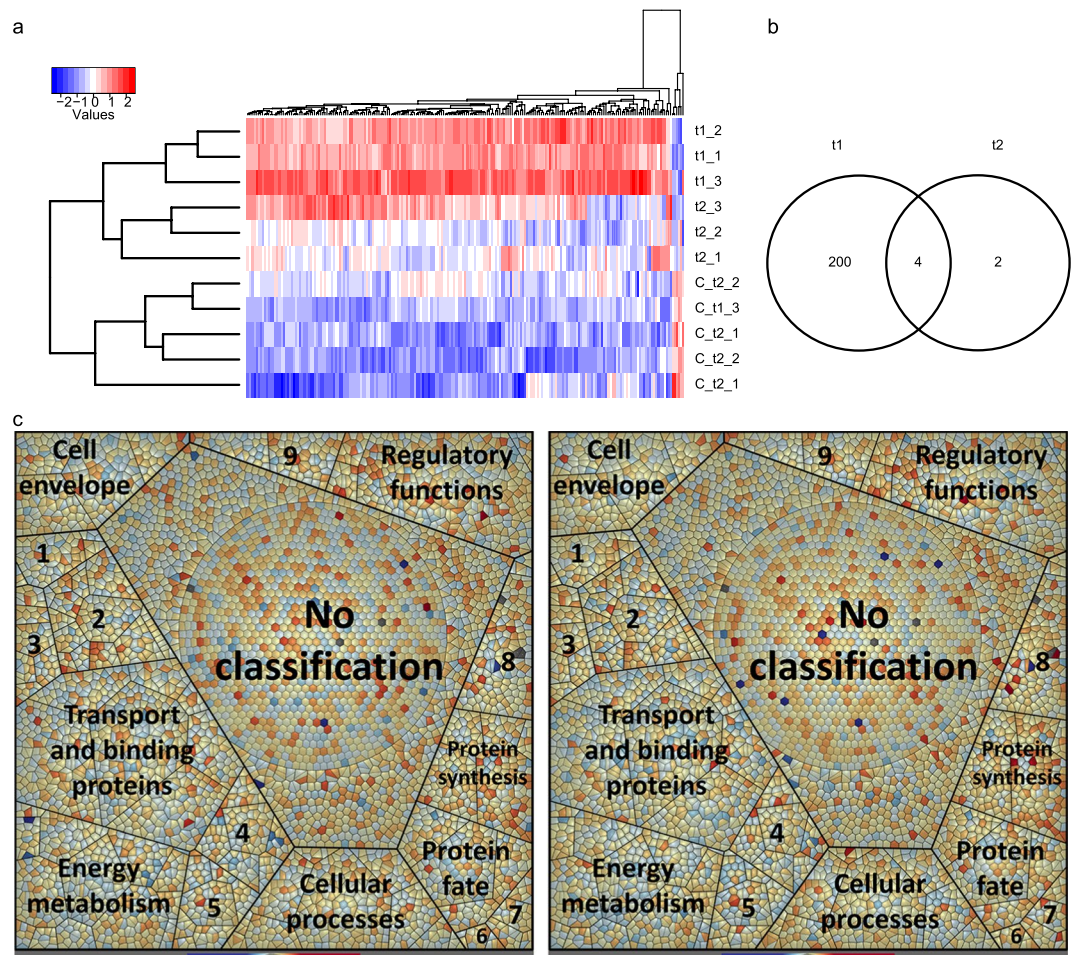 a
b
−2 −1 0 1 2
Values
t1_2
t1_1
t1_3
t2_3
t2_2
t2_1
C_t2_2
C_t1_3
C_t2_1
C_t2_2
C_t2_1
t1
t2
200
4
2
c
Cell
envelope
9
Regulatory
functions
1
2
3
No
classification
8
Transport
and binding
proteins
Protein
synthesis
4
Energy
metabolism
5
Cellular
processes
Protein
fate
7
6
Cell
envelope
9
Regulatory
functions
1
2
3
No
classification
8
Transport
and binding
proteins
Protein
synthesis
4
Energy
metabolism
5
Cellular
processes
Protein
fate
7
6